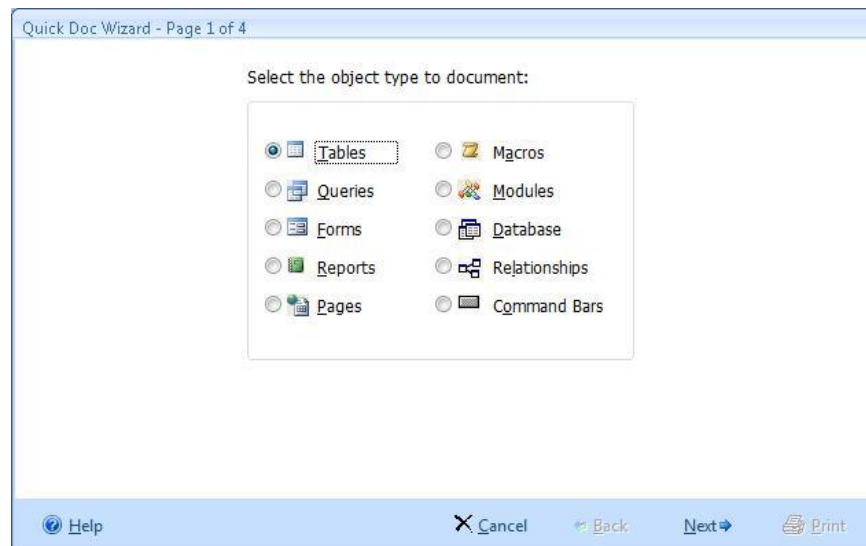 Quick Doc Wizard - Page 1 of 4
Select the object type to document:
Tables
Macros
Queries
Modules
Forms
Database
Reports
Relationships
Pages
Command Bars
Help
Cancel
Back
Next
Print